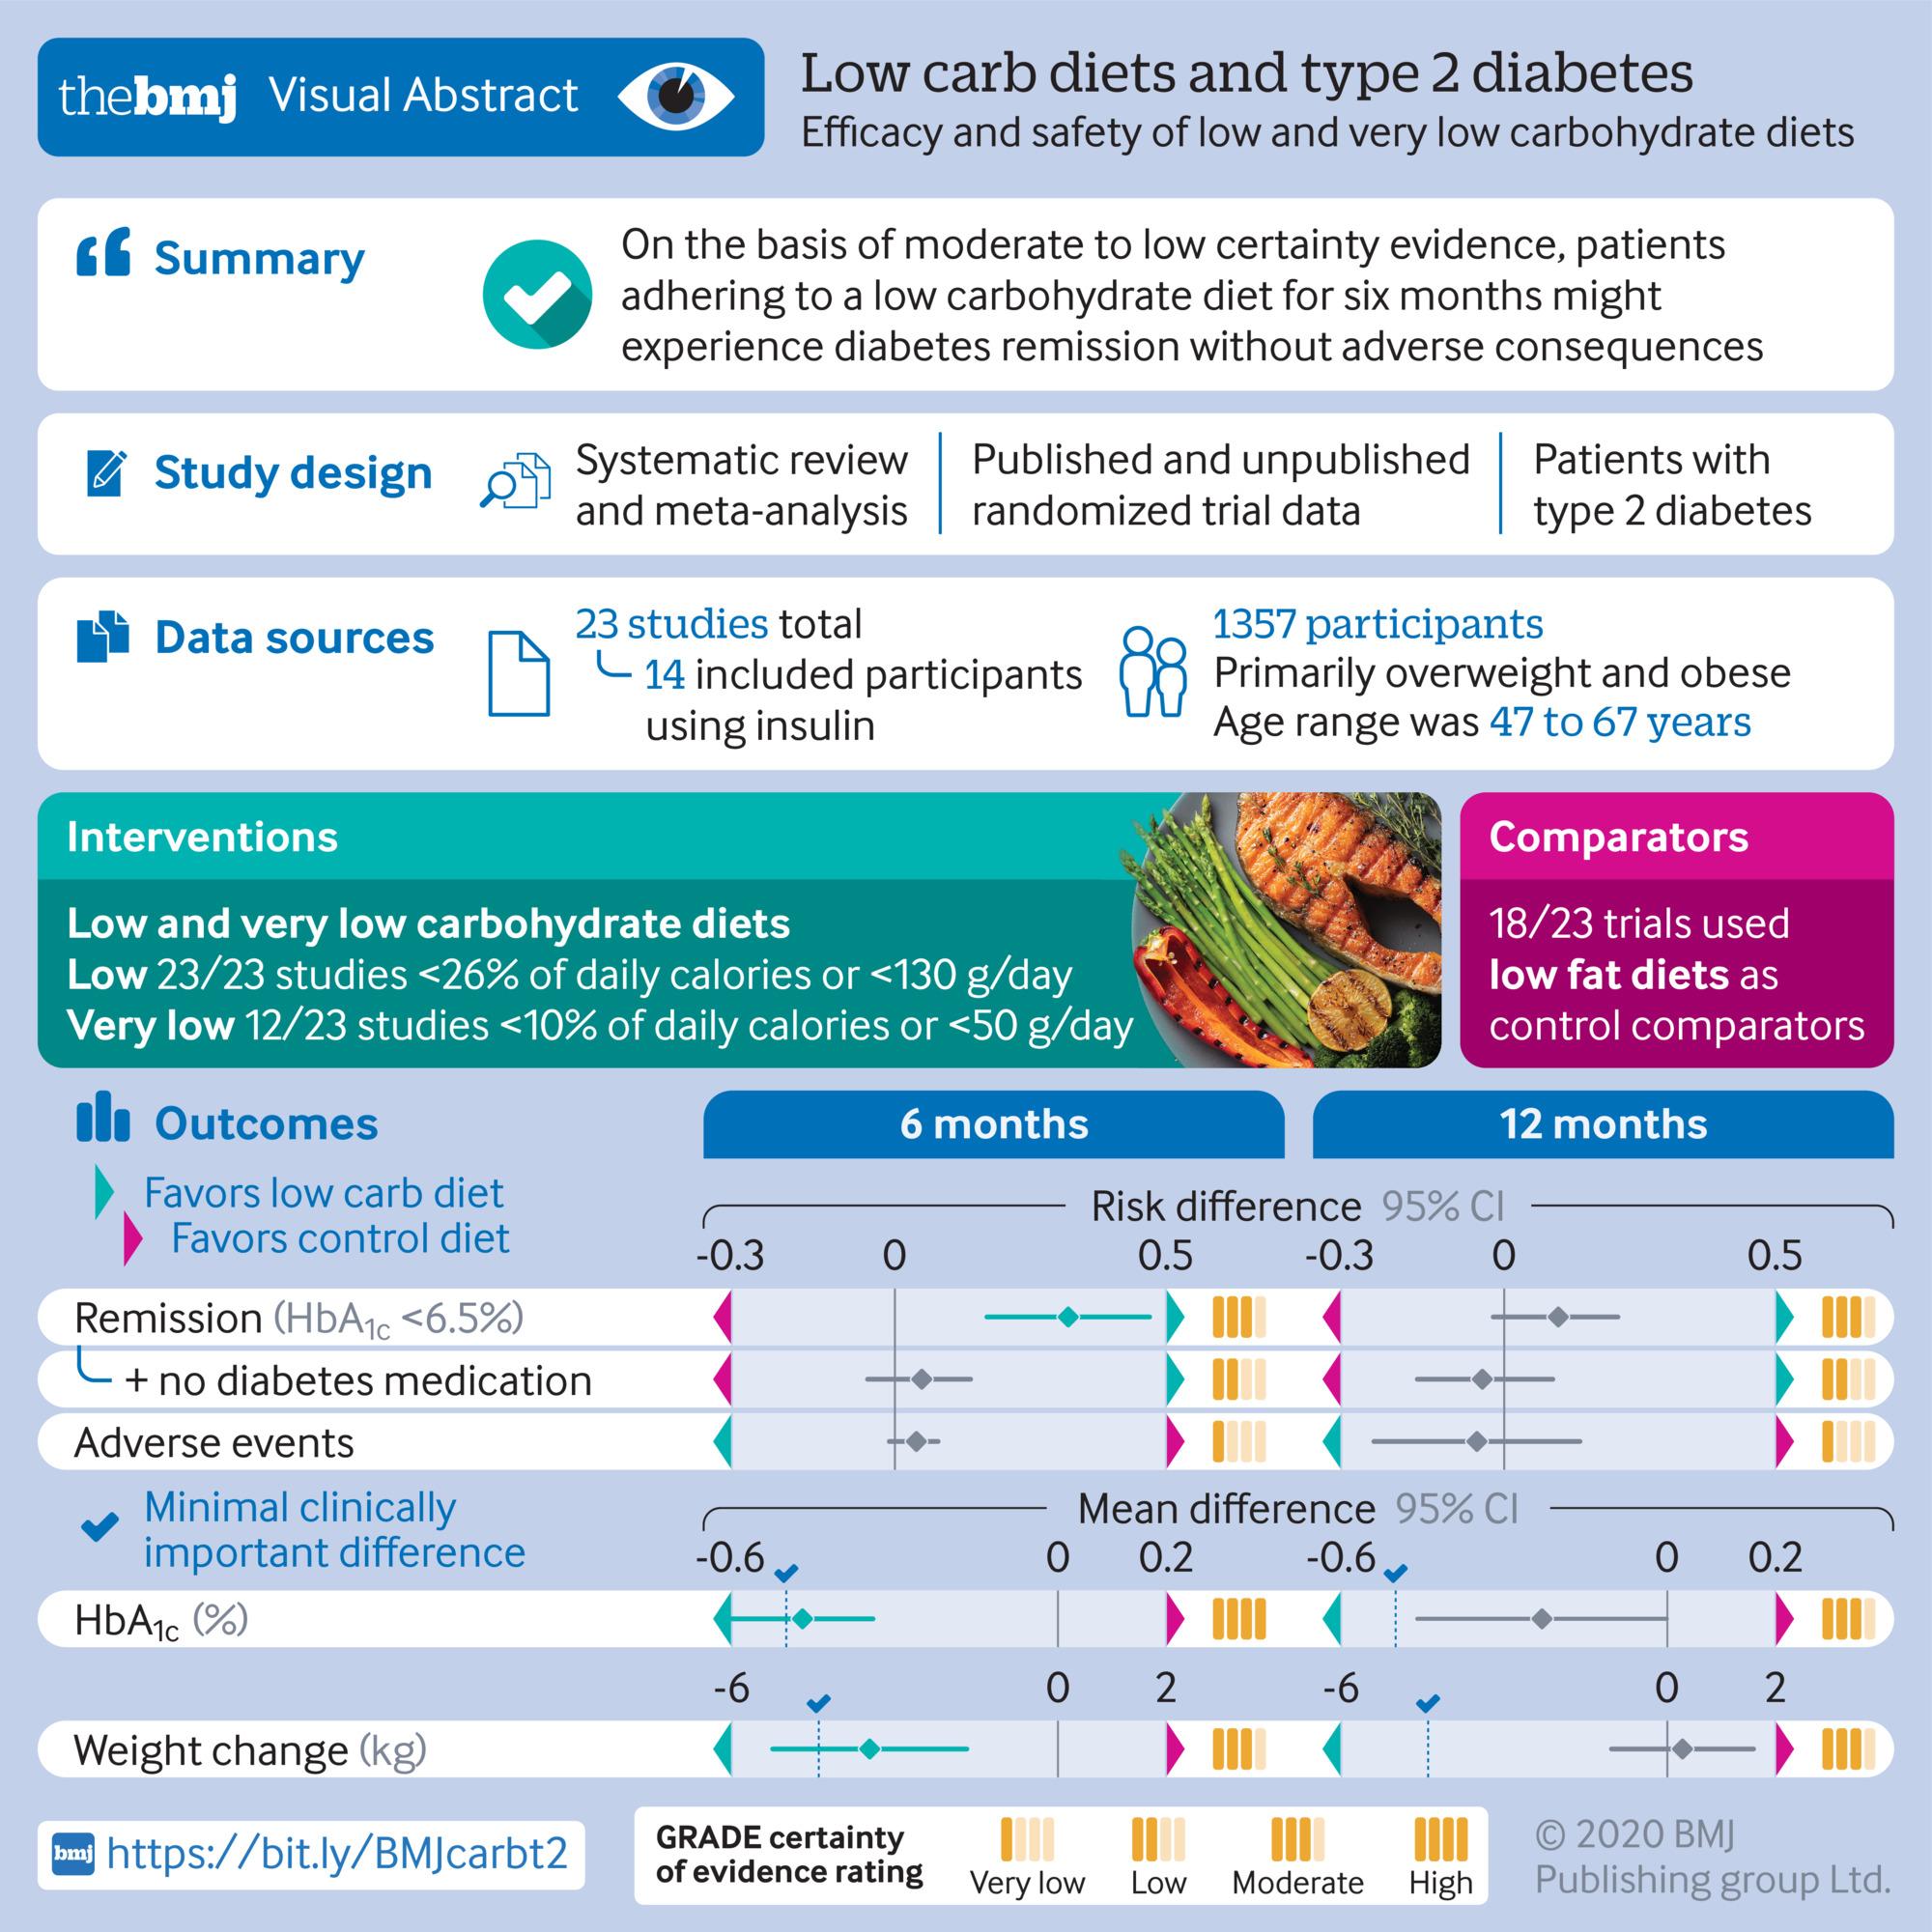 thebmj Visual Abstract
Low carb diets and type 2 diabetes
Efficacy and safety of low and very low carbohydrate diets
Summary
On the basis of moderate to low certainty evidence, patients
adhering to a low carbohydrate diet for six months might
experience diabetes remission without adverse consequences
Study design
Systematic review
and meta-analysis
Published and unpublished
randomized trial data
Patients with
type 2 diabetes
Data sources
23 studies total
14 included participants
using insulin
1357 participants
Primarily overweight and obese
Age range was 47 to 67 years
Interventions
Low and very low carbohydrate diets
Low 23/23 studies <26% of daily calories or <130 g/day
Very low 12/23 studies <10% of daily calories or <50 g/day
Comparators
18/23 trials used
low fat diets as
control comparators
Outcomes
6 months
12 months
Favors low carb diet
Favors control diet
Risk difference 95% CI
-0.3 0 0.5 -0.3 0 0.5
Remission (HbA1c <6.5%)
+ no diabetes medication
Adverse events
Minimal clinically
important difference
Mean difference 95% CI
-0.6 0 0.2 -0.6 0 0.2
HbA1c (%)
-6 0 2 -6 0 2
Weight change (kg)
bmj https://bit.ly/BMJcarbt2
GRADE certainty
of evidence rating
Very low Low Moderate High
© 2020 BMJ
Publishing group Ltd.